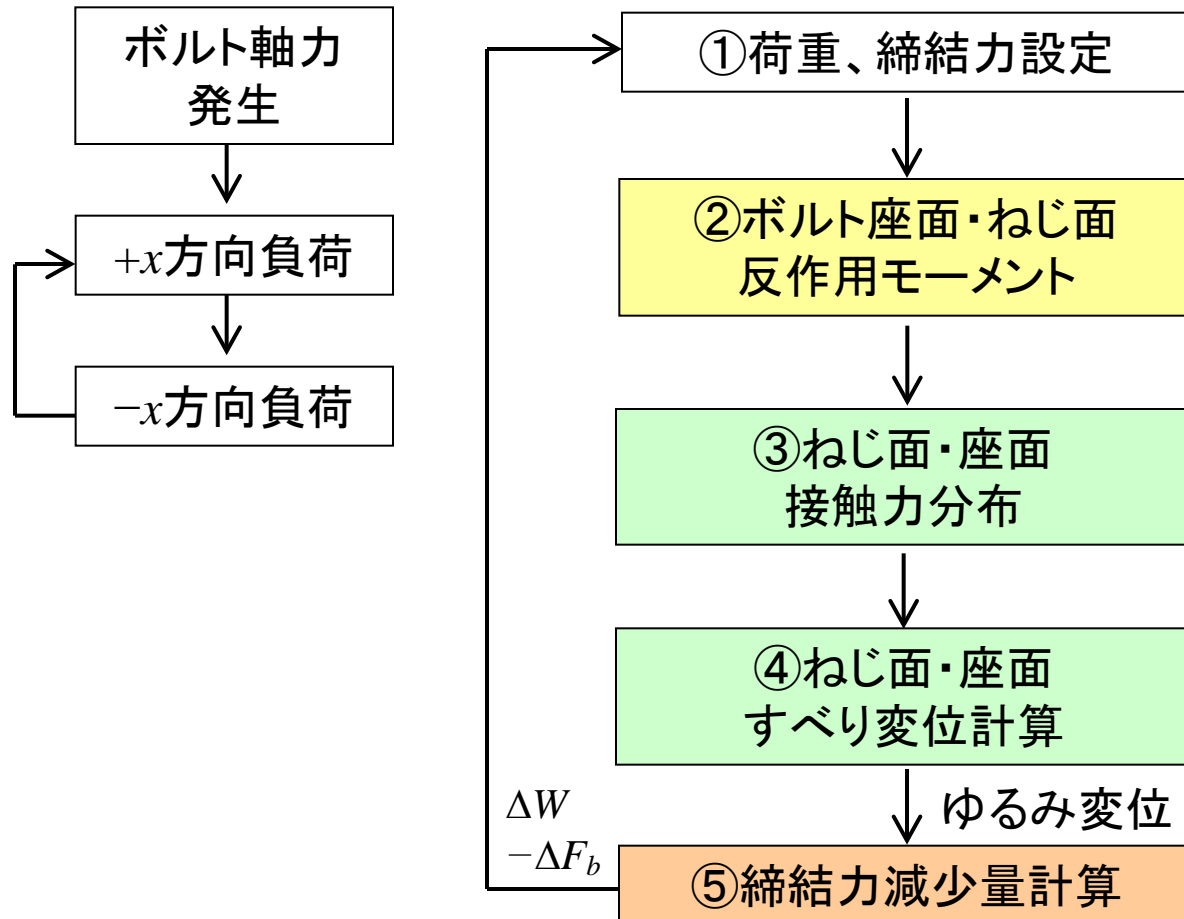 ボルト軸力
発生
+x方向負荷
−x方向負荷
①荷重、締結力設定
②ボルト座面・ねじ面
反作用モーメント
③ねじ面・座面
接触力分布
④ねじ面・座面
すべり変位計算
ゆるみ変位
ΔW
−ΔF_b
⑤締結力減少量計算